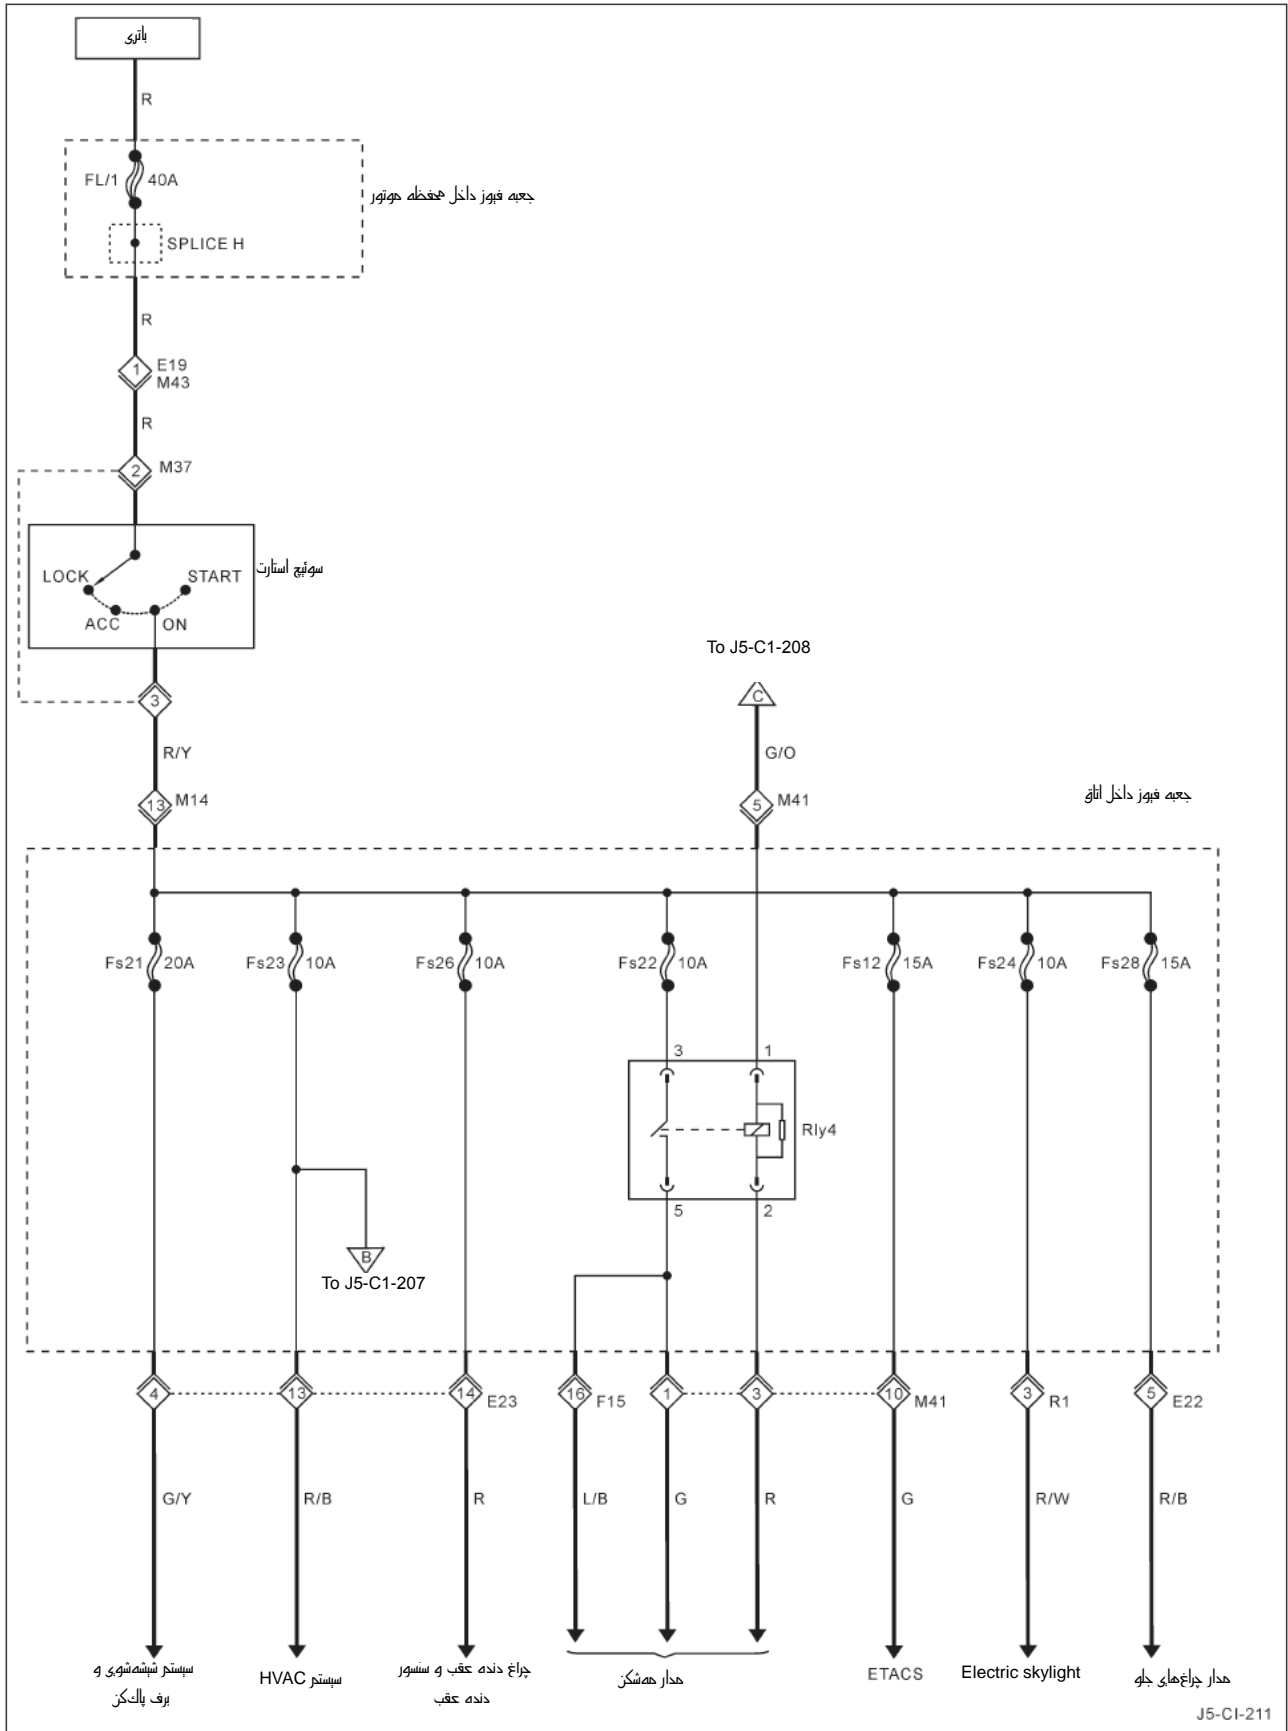 باتری
R
FL/1 40A
جعبه فیوز داخل محفظه موتور
SPLICE H
R
1 E19
M43
R
2 M37
LOCK START
سوئیچ استارت
ACC ON
To J5-C1-208
3 C
R/Y G/O
جعبه فیوز داخل اتاق
13 M14 5 M41
Fs21 20A Fs23 10A Fs26 10A Fs22 10A Fs12 15A Fs24 10A Fs28 15A
3 1
Rly4
5 2
B
To J5-C1-207
4 13 14 E23 16 F15 1 3 10 M41 3 R1 5 E22
G/Y R/B R L/B G R G R/W R/B
سیستم شیشه‌شوی و
برف پاک‌کن
سیستم HVAC
چراغ دنده عقب و سنسور
دنده عقب
مدار مه‌شکن
ETACS
Electric skylight
مدار چراغ‌های جلو
J5-CI-211